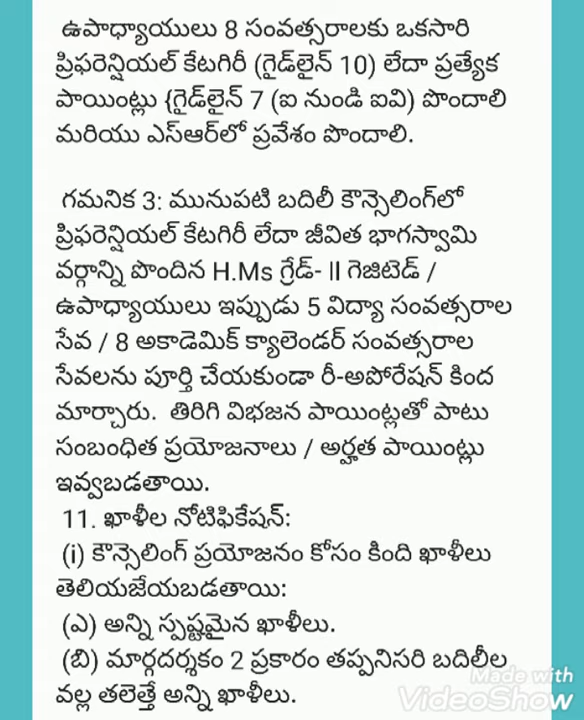 ఉపాధ్యాయులు 8 సంవత్సరాలకు ఒకసారి
ప్రిఫరెన్షియల్ కేటగిరీ (గైడ్‌లైన్ 10) లేదా ప్రత్యేక
పాయింట్లు {గైడ్‌లైన్ 7 (ఐ నుండి ఐవి) పొందాలి
మరియు ఎస్ఆర్‌లో ప్రవేశం పొందాలి.
గమనిక 3: మునుపటి బదిలీ కౌన్సెలింగ్‌లో
ప్రిఫరెన్షియల్ కేటగిరీ లేదా జీవిత భాగస్వామి
వర్గాన్ని పొందిన H.Ms గ్రేడ్- II గెజిటెడ్ /
ఉపాధ్యాయులు ఇప్పుడు 5 విద్యా సంవత్సరాల
సేవ / 8 అకాడెమిక్ క్యాలెండర్ సంవత్సరాల
సేవలను పూర్తి చేయకుండా రీ-అపోరేషన్ కింద
మార్చారు. తిరిగి విభజన పాయింట్లతో పాటు
సంబంధిత ప్రయోజనాలు / అర్హత పాయింట్లు
ఇవ్వబడతాయి.
11. ఖాళీల నోటిఫికేషన్:
(i) కౌన్సెలింగ్ ప్రయోజనం కోసం కింది ఖాళీలు
తెలియజేయబడతాయి:
(ఎ) అన్ని స్పష్టమైన ఖాళీలు.
(బి) మార్గదర్శకం 2 ప్రకారం తప్పనిసరి బదిలీల
వల్ల తలెత్తే అన్ని ఖాళీలు.
Made with
VideoShow